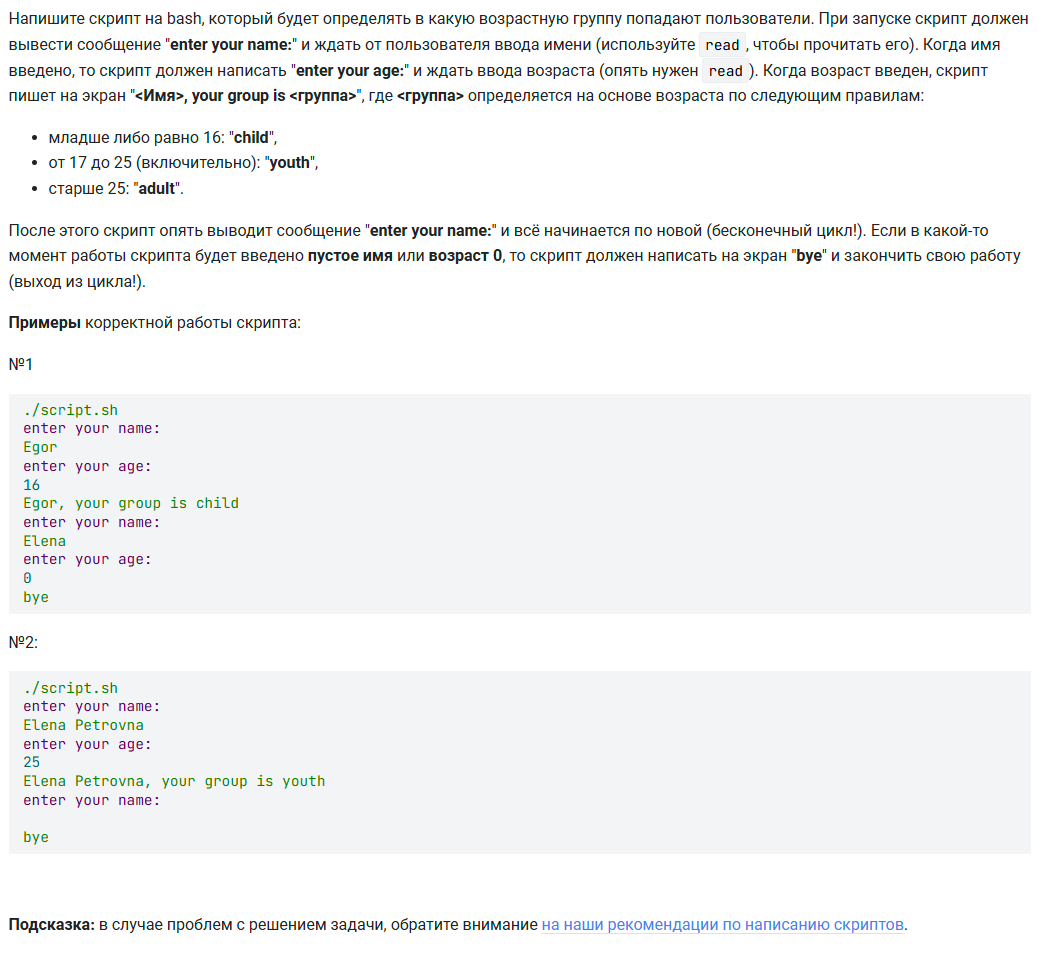 Напишите скрипт на bash, который будет определять в какую возрастную группу попадают пользователи. При запуске скрипт должен
вывести сообщение "enter your name:" и ждать от пользователя ввода имени (используйте read, чтобы прочитать его). Когда имя
введено, то скрипт должен написать "enter your age:" и ждать ввода возраста (опять нужен read). Когда возраст введен, скрипт
пишет на экран "<Имя>, your group is <группа>", где <группа> определяется на основе возраста по следующим правилам:
• младше либо равно 16: "child",
• от 17 до 25 (включительно): "youth",
• старше 25: "adult".
После этого скрипт опять выводит сообщение "enter your name:" и всё начинается по новой (бесконечный цикл!). Если в какой-то
момент работы скрипта будет введено пустое имя или возраст 0, то скрипт должен написать на экран "bye" и закончить свою работу
(выход из цикла!).
Примеры корректной работы скрипта:
№1
./script.sh
enter your name:
Egor
enter your age:
16
Egor, your group is child
enter your name:
Elena
enter your age:
0
bye
№2:
./script.sh
enter your name:
Elena Petrovna
enter your age:
25
Elena Petrovna, your group is youth
enter your name:
bye
Подсказка: в случае проблем с решением задачи, обратите внимание на наши рекомендации по написанию скриптов.